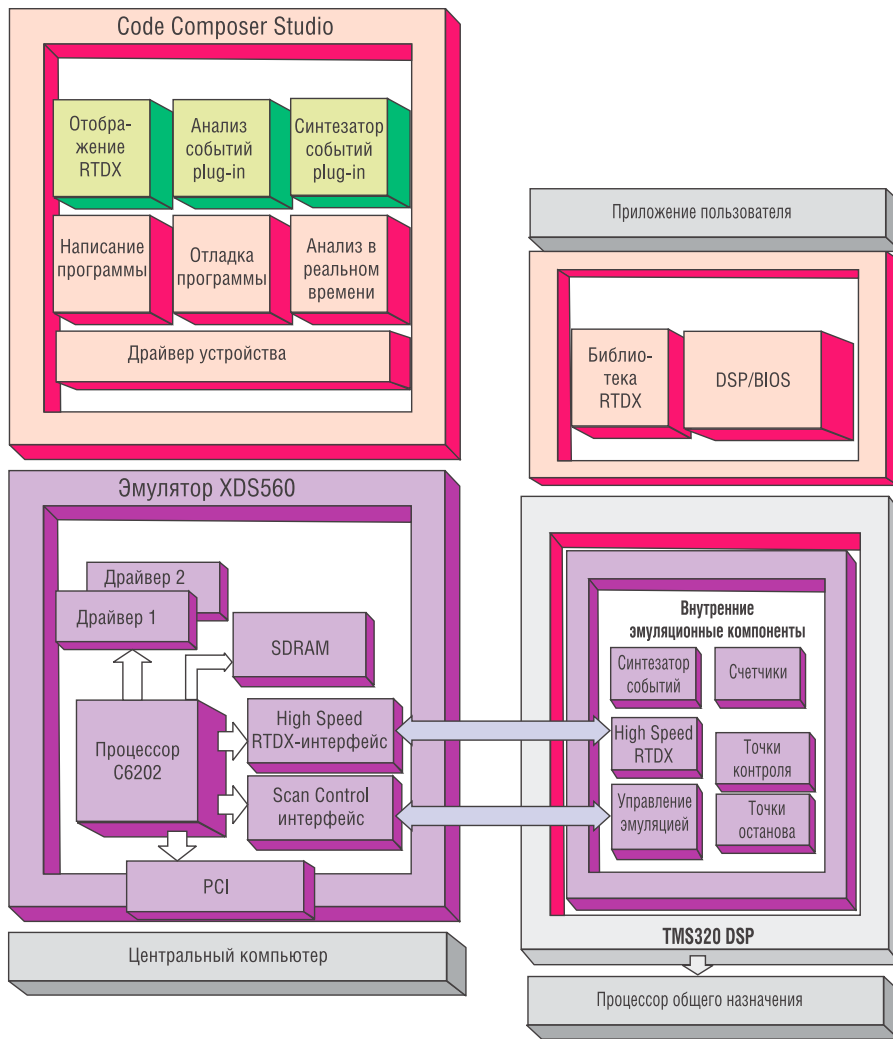 Code Composer Studio
Отобра-
жение
RTDX
Анализ
событий
plug-in
Синтезатор
событий
plug-in
Написание
программы
Отладка
программы
Анализ в
реальном
времени
Драйвер устройства
Эмулятор XDS560
Драйвер 2
Драйвер 1
SDRAM
Процессор
C6202
High Speed
RTDX-интерфейс
Scan Control
интерфейс
PCI
Центральный компьютер
Приложение пользователя
Библио-
тека
RTDX
DSP/BIOS
Внутренние
эмуляционные компоненты
Синтезатор
событий
Счетчики
High Speed
RTDX
Точки
контроля
Управление
эмуляцией
Точки
останова
TMS320 DSP
Процессор общего назначения